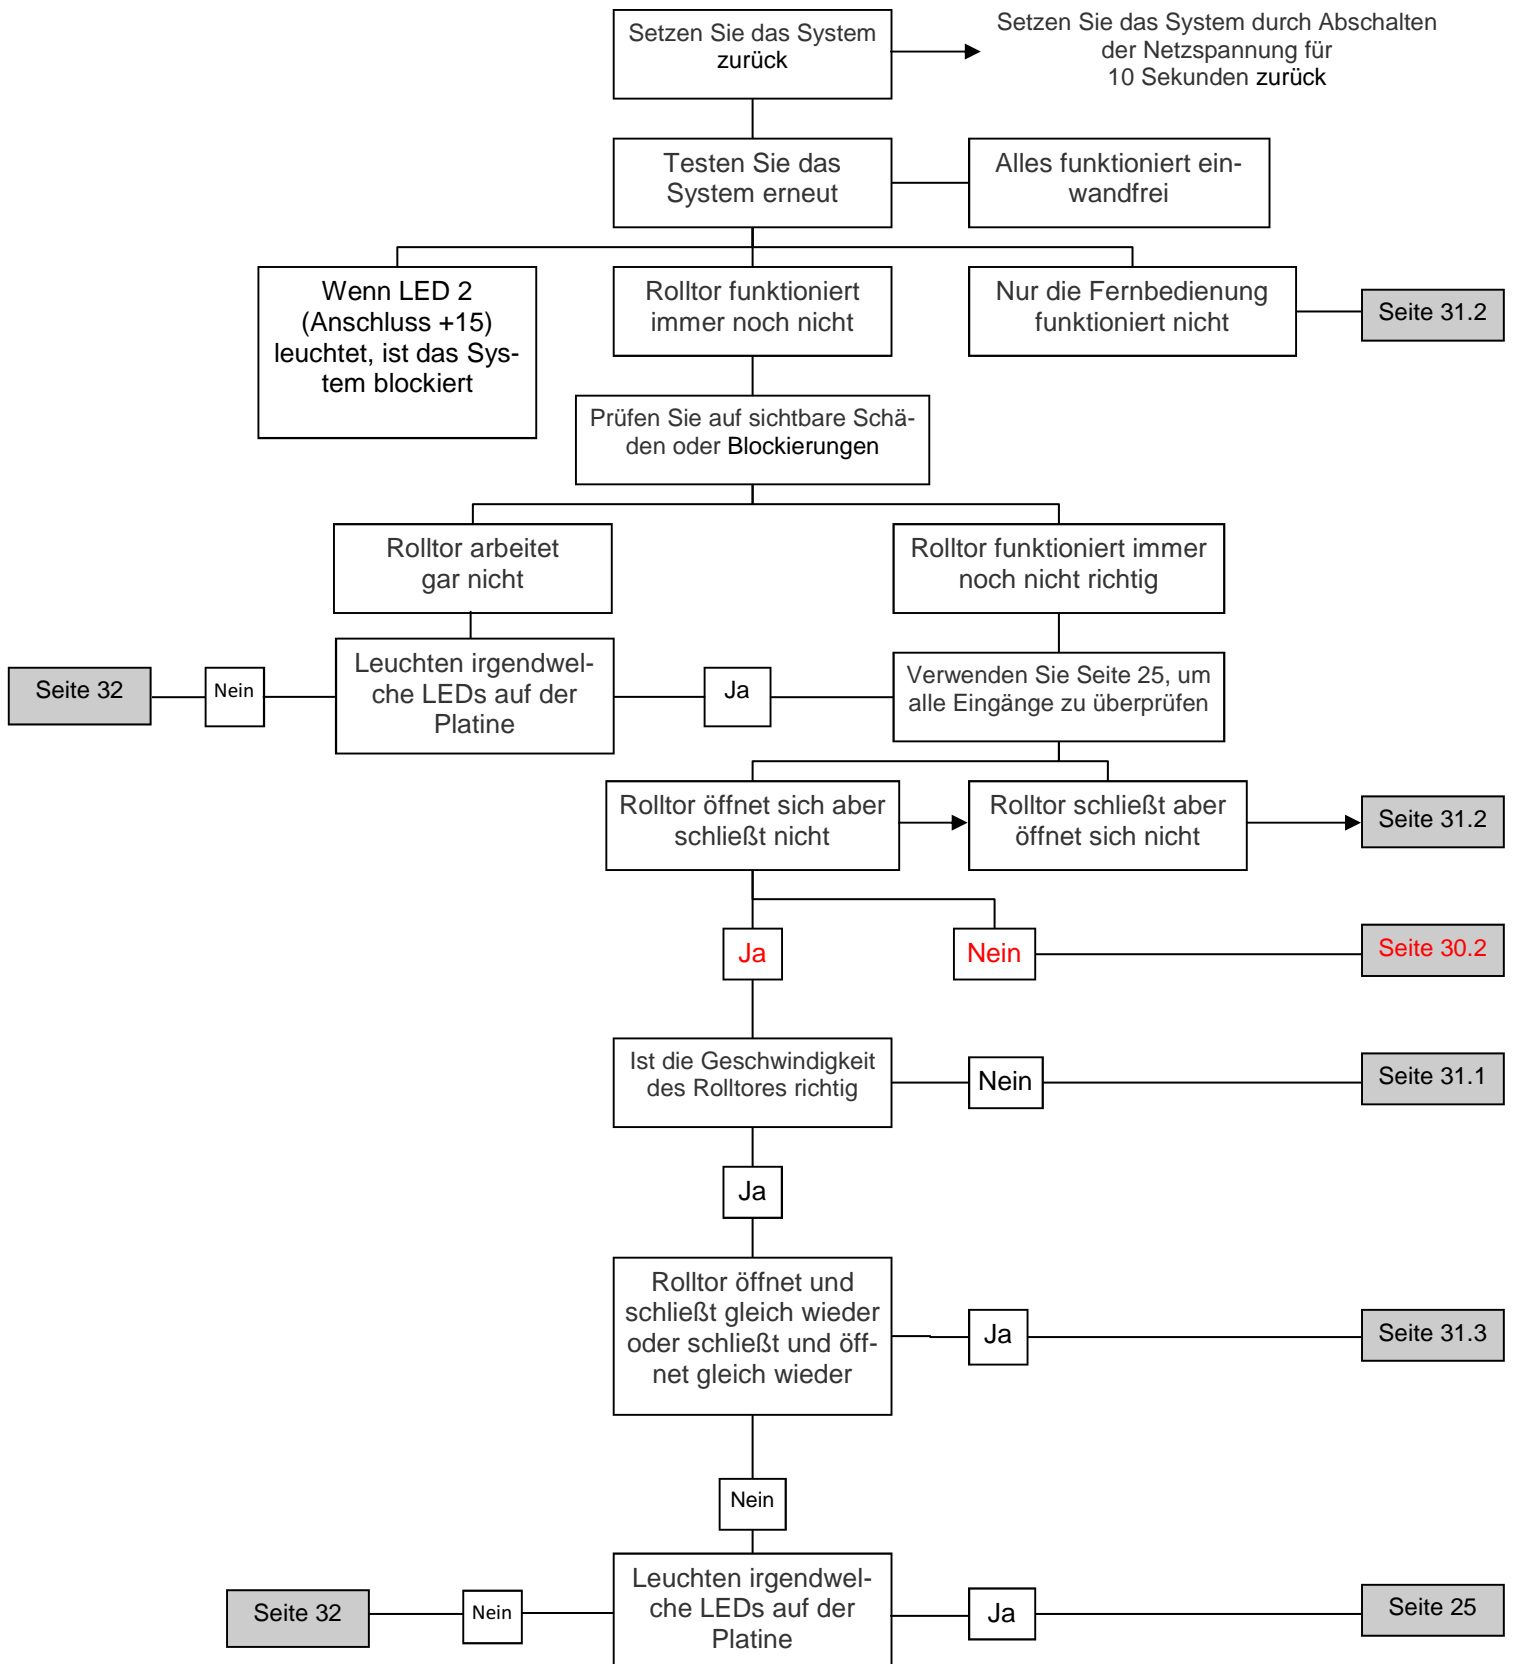 Setzen Sie das System
zurück
Setzen Sie das System durch Abschalten
der Netzspannung für
10 Sekunden zurück
Testen Sie das
System erneut
Alles funktioniert ein-
wandfrei
Wenn LED 2
(Anschluss +15)
leuchtet, ist das Sys-
tem blockiert
Rolltor funktioniert
immer noch nicht
Nur die Fernbedienung
funktioniert nicht
Seite 31.2
Prüfen Sie auf sichtbare Schä-
den oder Blockierungen
Rolltor arbeitet
gar nicht
Rolltor funktioniert immer
noch nicht richtig
Seite 32
Nein
Leuchten irgendwel-
che LEDs auf der
Platine
Ja
Verwenden Sie Seite 25, um
alle Eingänge zu überprüfen
Rolltor öffnet sich aber
schließt nicht
Rolltor schließt aber
öffnet sich nicht
Seite 31.2
Ja
Nein
Seite 30.2
Ist die Geschwindigkeit
des Rolltores richtig
Nein
Seite 31.1
Ja
Rolltor öffnet und
schließt gleich wieder
oder schließt und öff-
net gleich wieder
Ja
Seite 31.3
Nein
Seite 32
Nein
Leuchten irgendwel-
che LEDs auf der
Platine
Ja
Seite 25